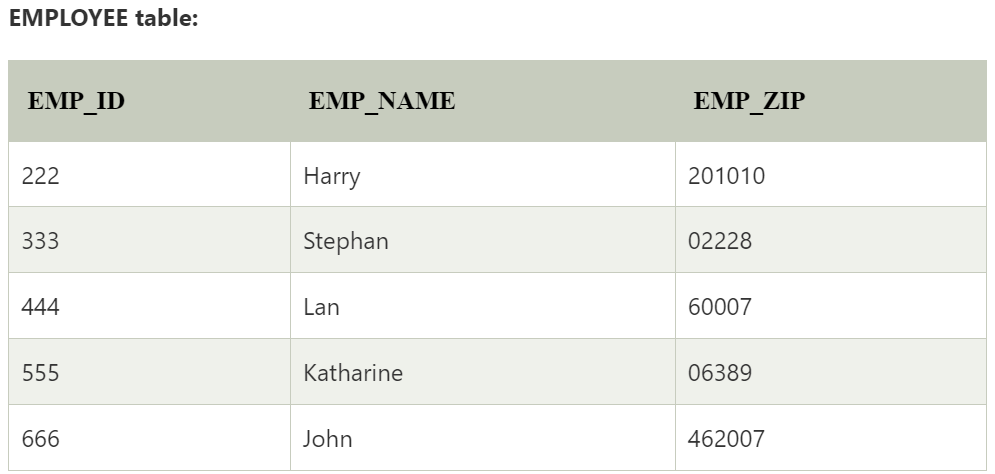 EMPLOYEE table:
EMP_ID EMP_NAME EMP_ZIP
222 Harry 201010
333 Stephan 02228
444 Lan 60007
555 Katharine 06389
666 John 462007